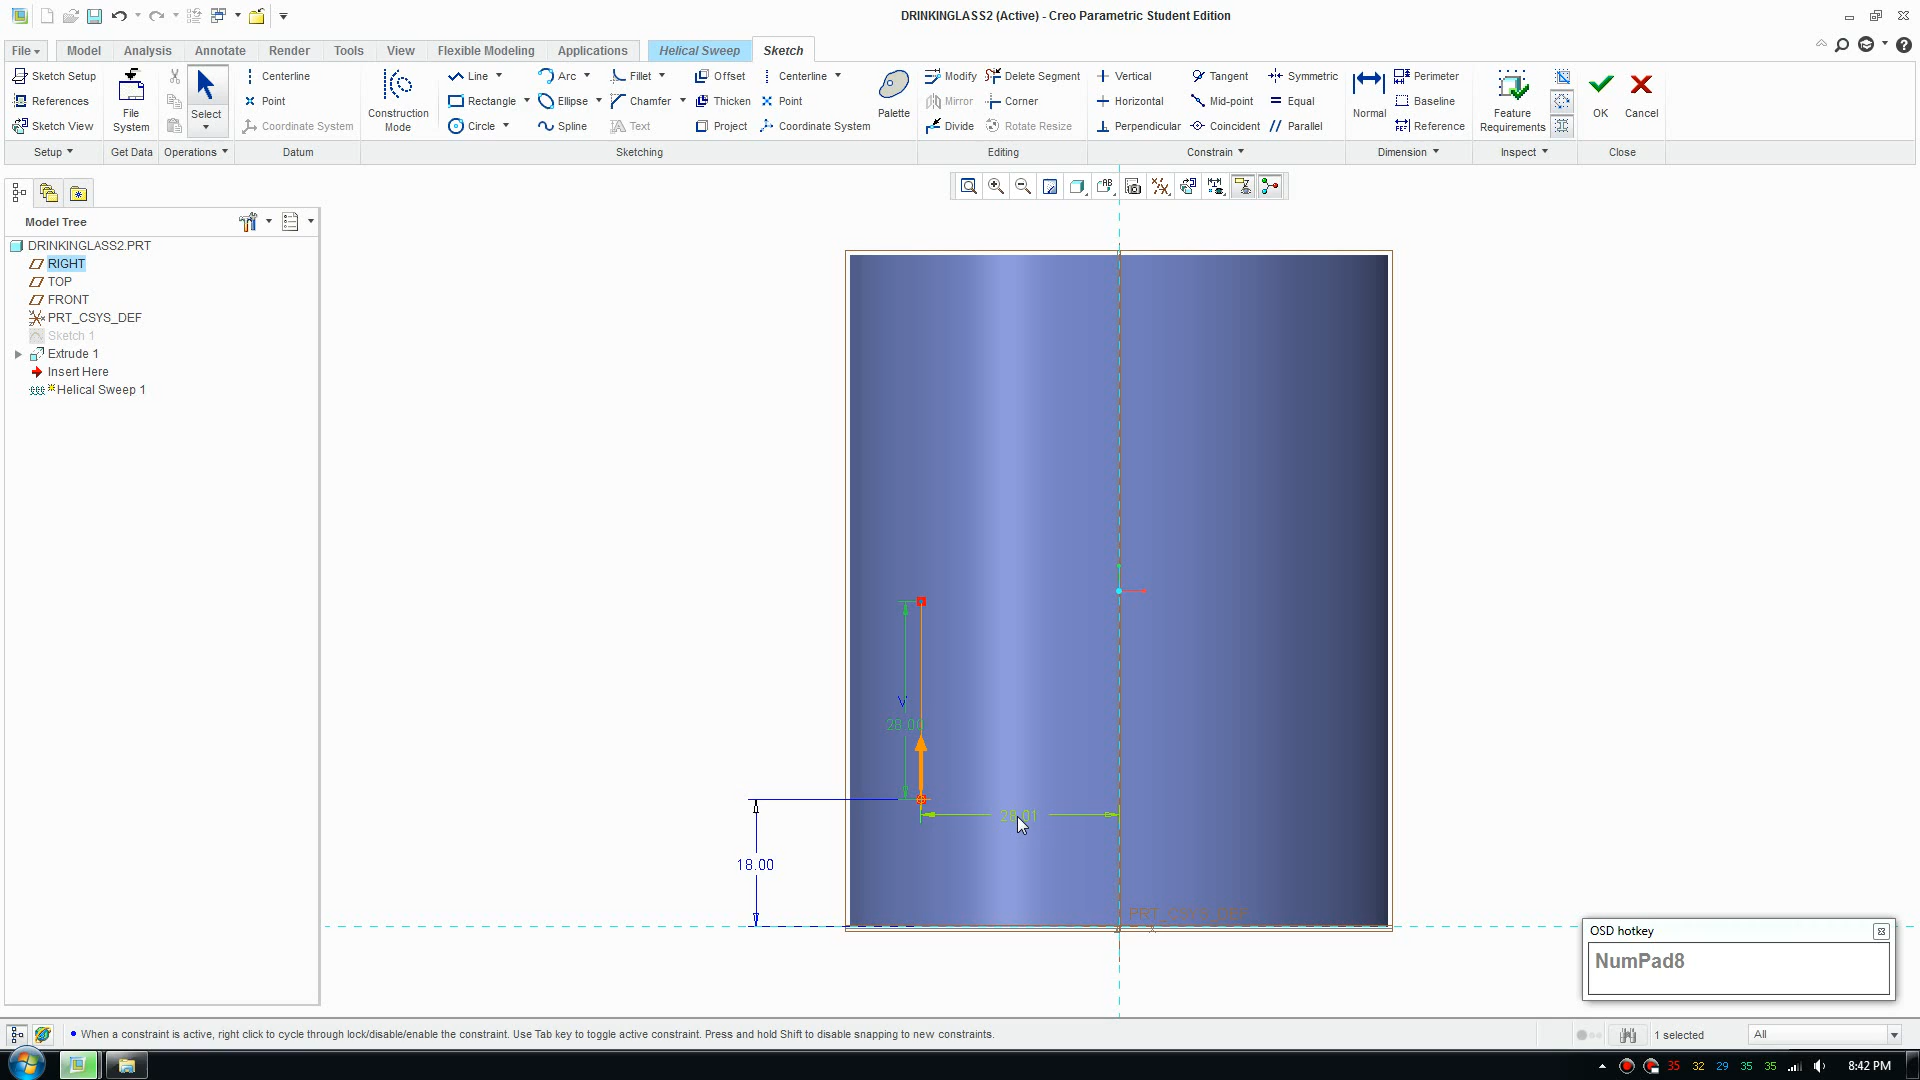 DRINKINGLASS2 (Active) - Creo Parametric Student Edition
File Model Analysis Annotate Render Tools View Flexible Modeling Applications Helical Sweep Sketch
Sketch Setup
References
Sketch View
Setup
File System
Get Data
Select
Operations
Centerline
Point
Coordinate System
Datum
Construction Mode
Line Arc Fillet Offset Centerline
Rectangle Ellipse Chamfer Thicken Point
Circle Spline Text Project Coordinate System
Palette
Sketching
Modify Delete Segment
Mirror Corner
Divide Rotate Resize
Editing
Vertical Tangent Symmetric
Horizontal Mid-point Equal
Perpendicular Coincident Parallel
Constrain
Normal
Perimeter
Baseline
Reference
Dimension
Feature Requirements
Inspect
OK
Cancel
Close
Model Tree
DRINKINGLASS2.PRT
RIGHT
TOP
FRONT
PRT_CSYS_DEF
Sketch 1
Extrude 1
Insert Here
Helical Sweep 1
V
18.00
PRT_CSYS_DEF
OSD hotkey
NumPad8
When a constraint is active, right click to cycle through lock/disable/enable the constraint. Use Tab key to toggle active constraint. Press and hold Shift to disable snapping to new constraints.
1 selected
All
35 32 29 35 35
8:42 PM